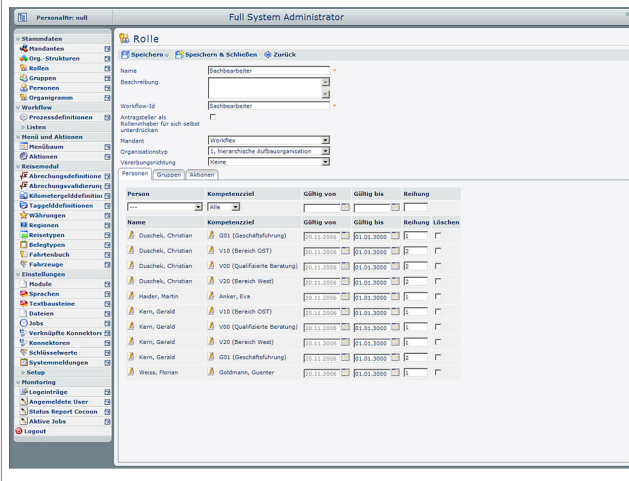 PersonalNr: null
Full System Administrator
Stammdaten
Mandanten
Org.-Strukturen
Rollen
Gruppen
Personen
Organigramm
Workflow
Prozessdefinitionen
» Listen
Menü und Aktionen
Menübaum
Aktionen
Reisemodul
Abrechnungsdefinitione
Abrechnungsvalidierung
Kilometergelddefinition
Taggelddefinitionen
Währungen
Regionen
Reisetypen
Belegtypen
Fahrtenbuch
Fahrzeuge
Einstellungen
Module
Sprachen
Textbausteine
Dateien
Jobs
Verknüpfte Konnektore
Konnektoren
Schlüsselwerte
Systemmeldungen
» Setup
Monitoring
Logeinträge
Angemeldete User
Status Report Cocoon
Aktive Jobs
Logout
Rolle
Speichern Speichern & Schließen Zurück
Name Sachbearbeiter *
Beschreibung
Workflow-Id Sachbearbeiter *
Antragsteller als
Rolleninhaber für sich selbst
unterdrücken
Mandant Workflex
Organisationstyp 1. hierarchische Aufbauorganisation
Vererbungsrichtung Keine
Personen Gruppen Aktionen
Person Kompetenzziel Gültig von Gültig bis Reihung
--- Alle
Name Kompetenzziel Gültig von Gültig bis Reihung Löschen
Duschek, Christian G01 (Geschäftsführung) 20.11.2006 01.01.3000 1
Duschek, Christian V10 (Bereich OST) 20.11.2006 01.01.3000 2
Duschek, Christian V00 (Qualifizierte Beratung) 20.11.2006 01.01.3000 2
Duschek, Christian V20 (Bereich West) 20.11.2006 01.01.3000 2
Haider, Martin Anker, Eva 20.11.2006 01.01.3000 1
Kern, Gerald V10 (Bereich OST) 20.11.2006 01.01.3000 1
Kern, Gerald V00 (Qualifizierte Beratung) 20.11.2006 01.01.3000 1
Kern, Gerald V20 (Bereich West) 20.11.2006 01.01.3000 1
Kern, Gerald G01 (Geschäftsführung) 20.11.2006 01.01.3000 2
Weiss, Florian Goldmann, Guenter 20.11.2006 01.01.3000 1